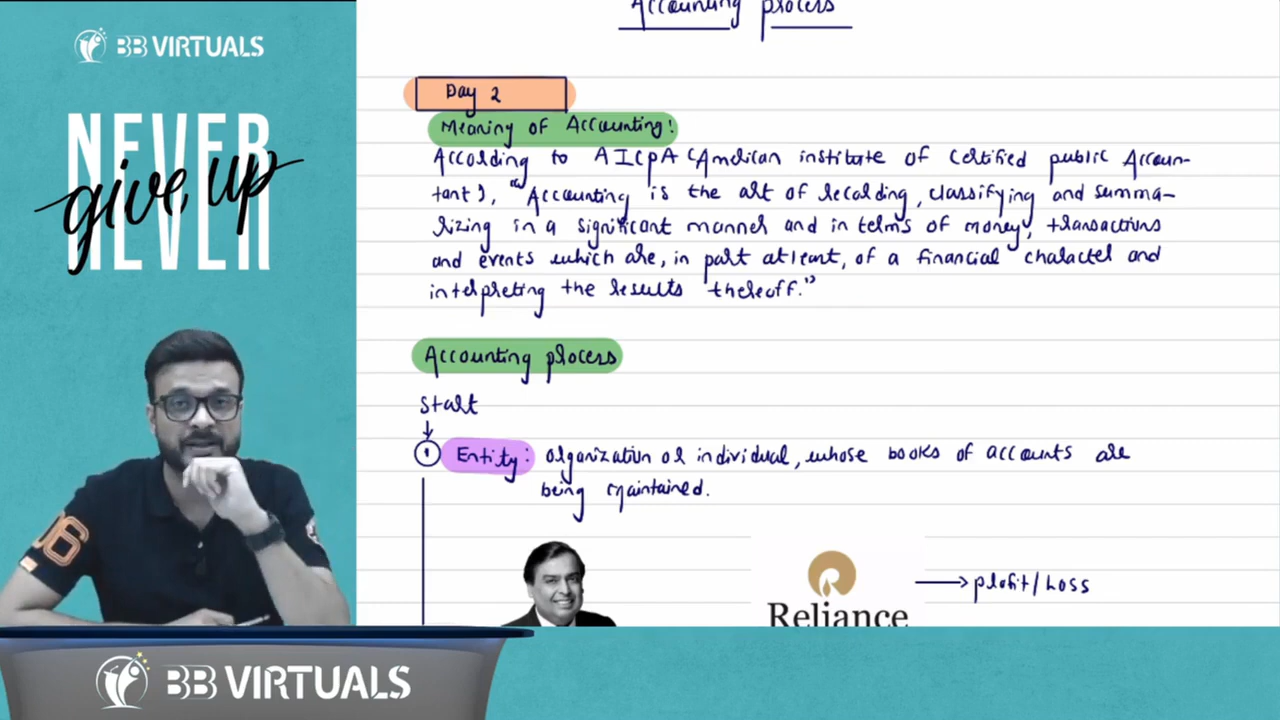 BB VIRTUALS
NEVER
give up
NEVER
06
BB VIRTUALS
Accounting process
Day 2
Meaning of Accounting:
According to AICPA (American institute of certified public Accoun-
tant), "Accounting is the art of recording, classifying and summa-
rizing in a significant manner and in terms of money, transactions
and events which are, in part atleast, of a financial character and
interpreting the results thereoff."
Accounting process
start
1 Entity: organization or individual, whose books of accounts are
being maintained.
Reliance → profit/Loss